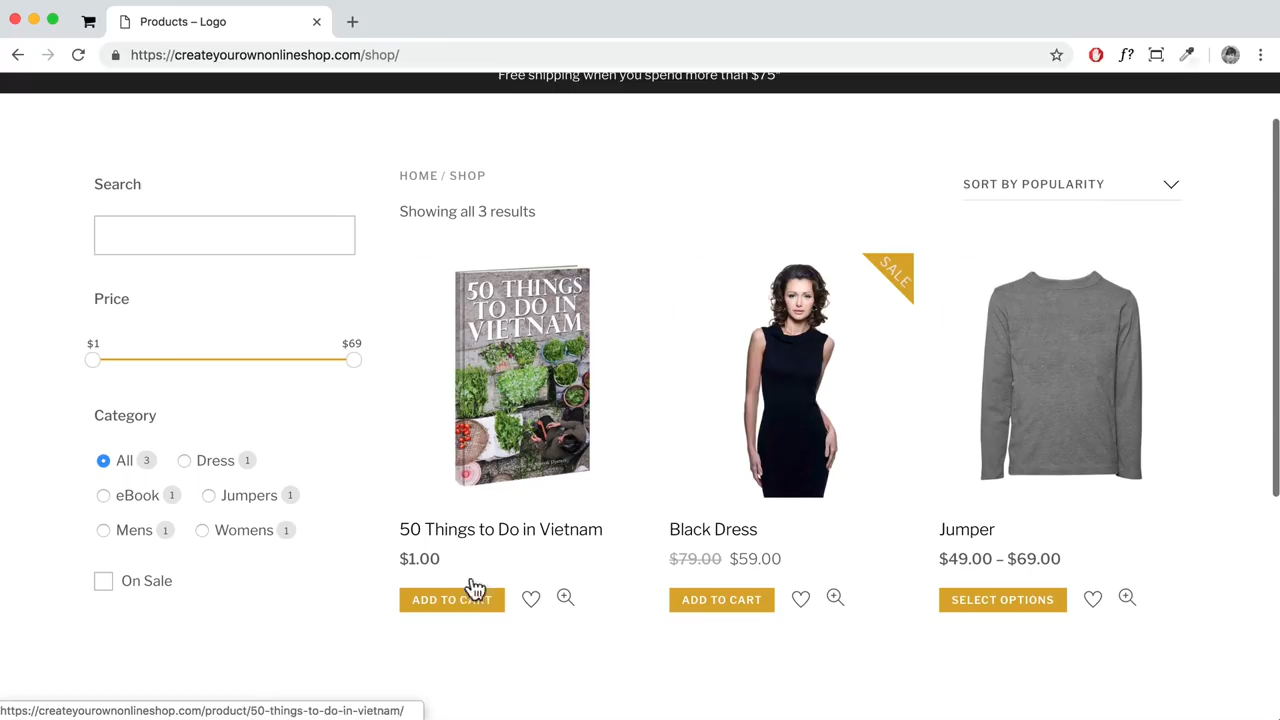 Products – Logo
https://createyourownonlineshop.com/shop/
f?
Free shipping when you spend more than $75*
Search
HOME / SHOP
SORT BY POPULARITY
Showing all 3 results
Price
$1
$69
Category
All 3
Dress 1
eBook 1
Jumpers 1
Mens 1
Womens 1
On Sale
50 THINGS
TO DO IN
VIETNAM
SALE
50 Things to Do in Vietnam
$1.00
ADD TO CART
Black Dress
$79.00 $59.00
ADD TO CART
Jumper
$49.00 – $69.00
SELECT OPTIONS
https://createyourownonlineshop.com/product/50-things-to-do-in-vietnam/